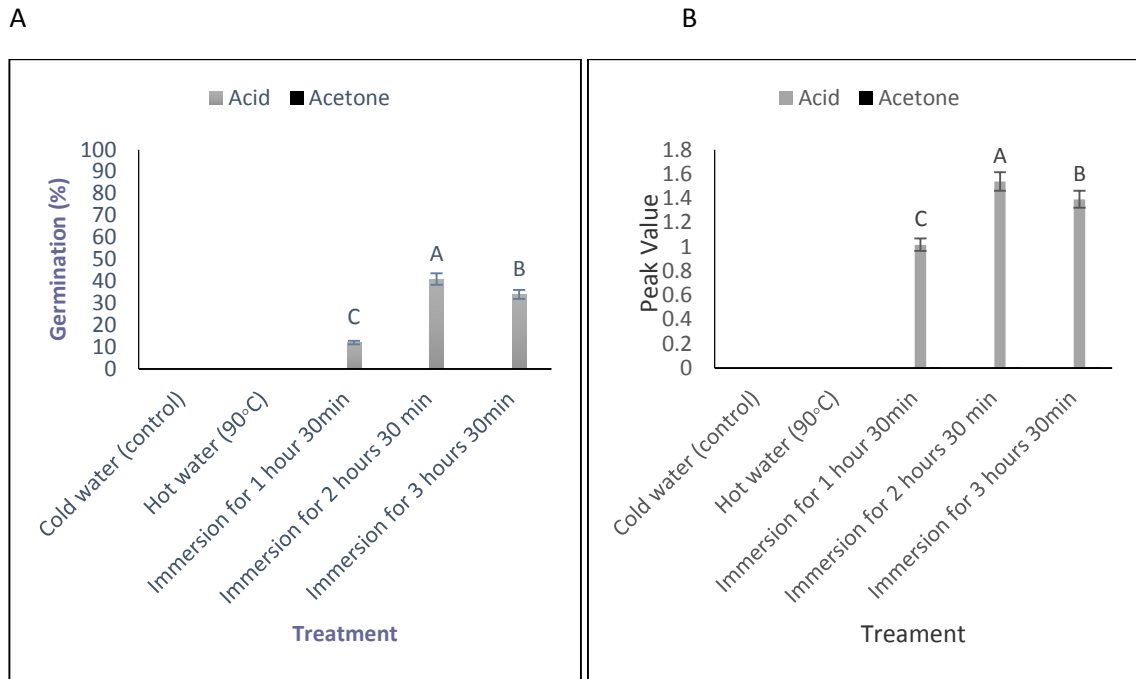 A
B
Acid Acetone
Germination (%)
100
90
80
70
60
50
40
30
20
10
0
C
A
B
Cold water (control)
Hot water (90◦C)
Immersion for 1 hour 30min
Immersion for 2 hours 30 min
Immersion for 3 hours 30min
Treatment
Acid Acetone
Peak Value
1.8
1.6
1.4
1.2
1
0.8
0.6
0.4
0.2
0
C
A
B
Cold water (control)
Hot water (90◦C)
Immersion for 1 hour 30min
Immersion for 2 hours 30 min
Immersion for 3 hours 30min
Treament